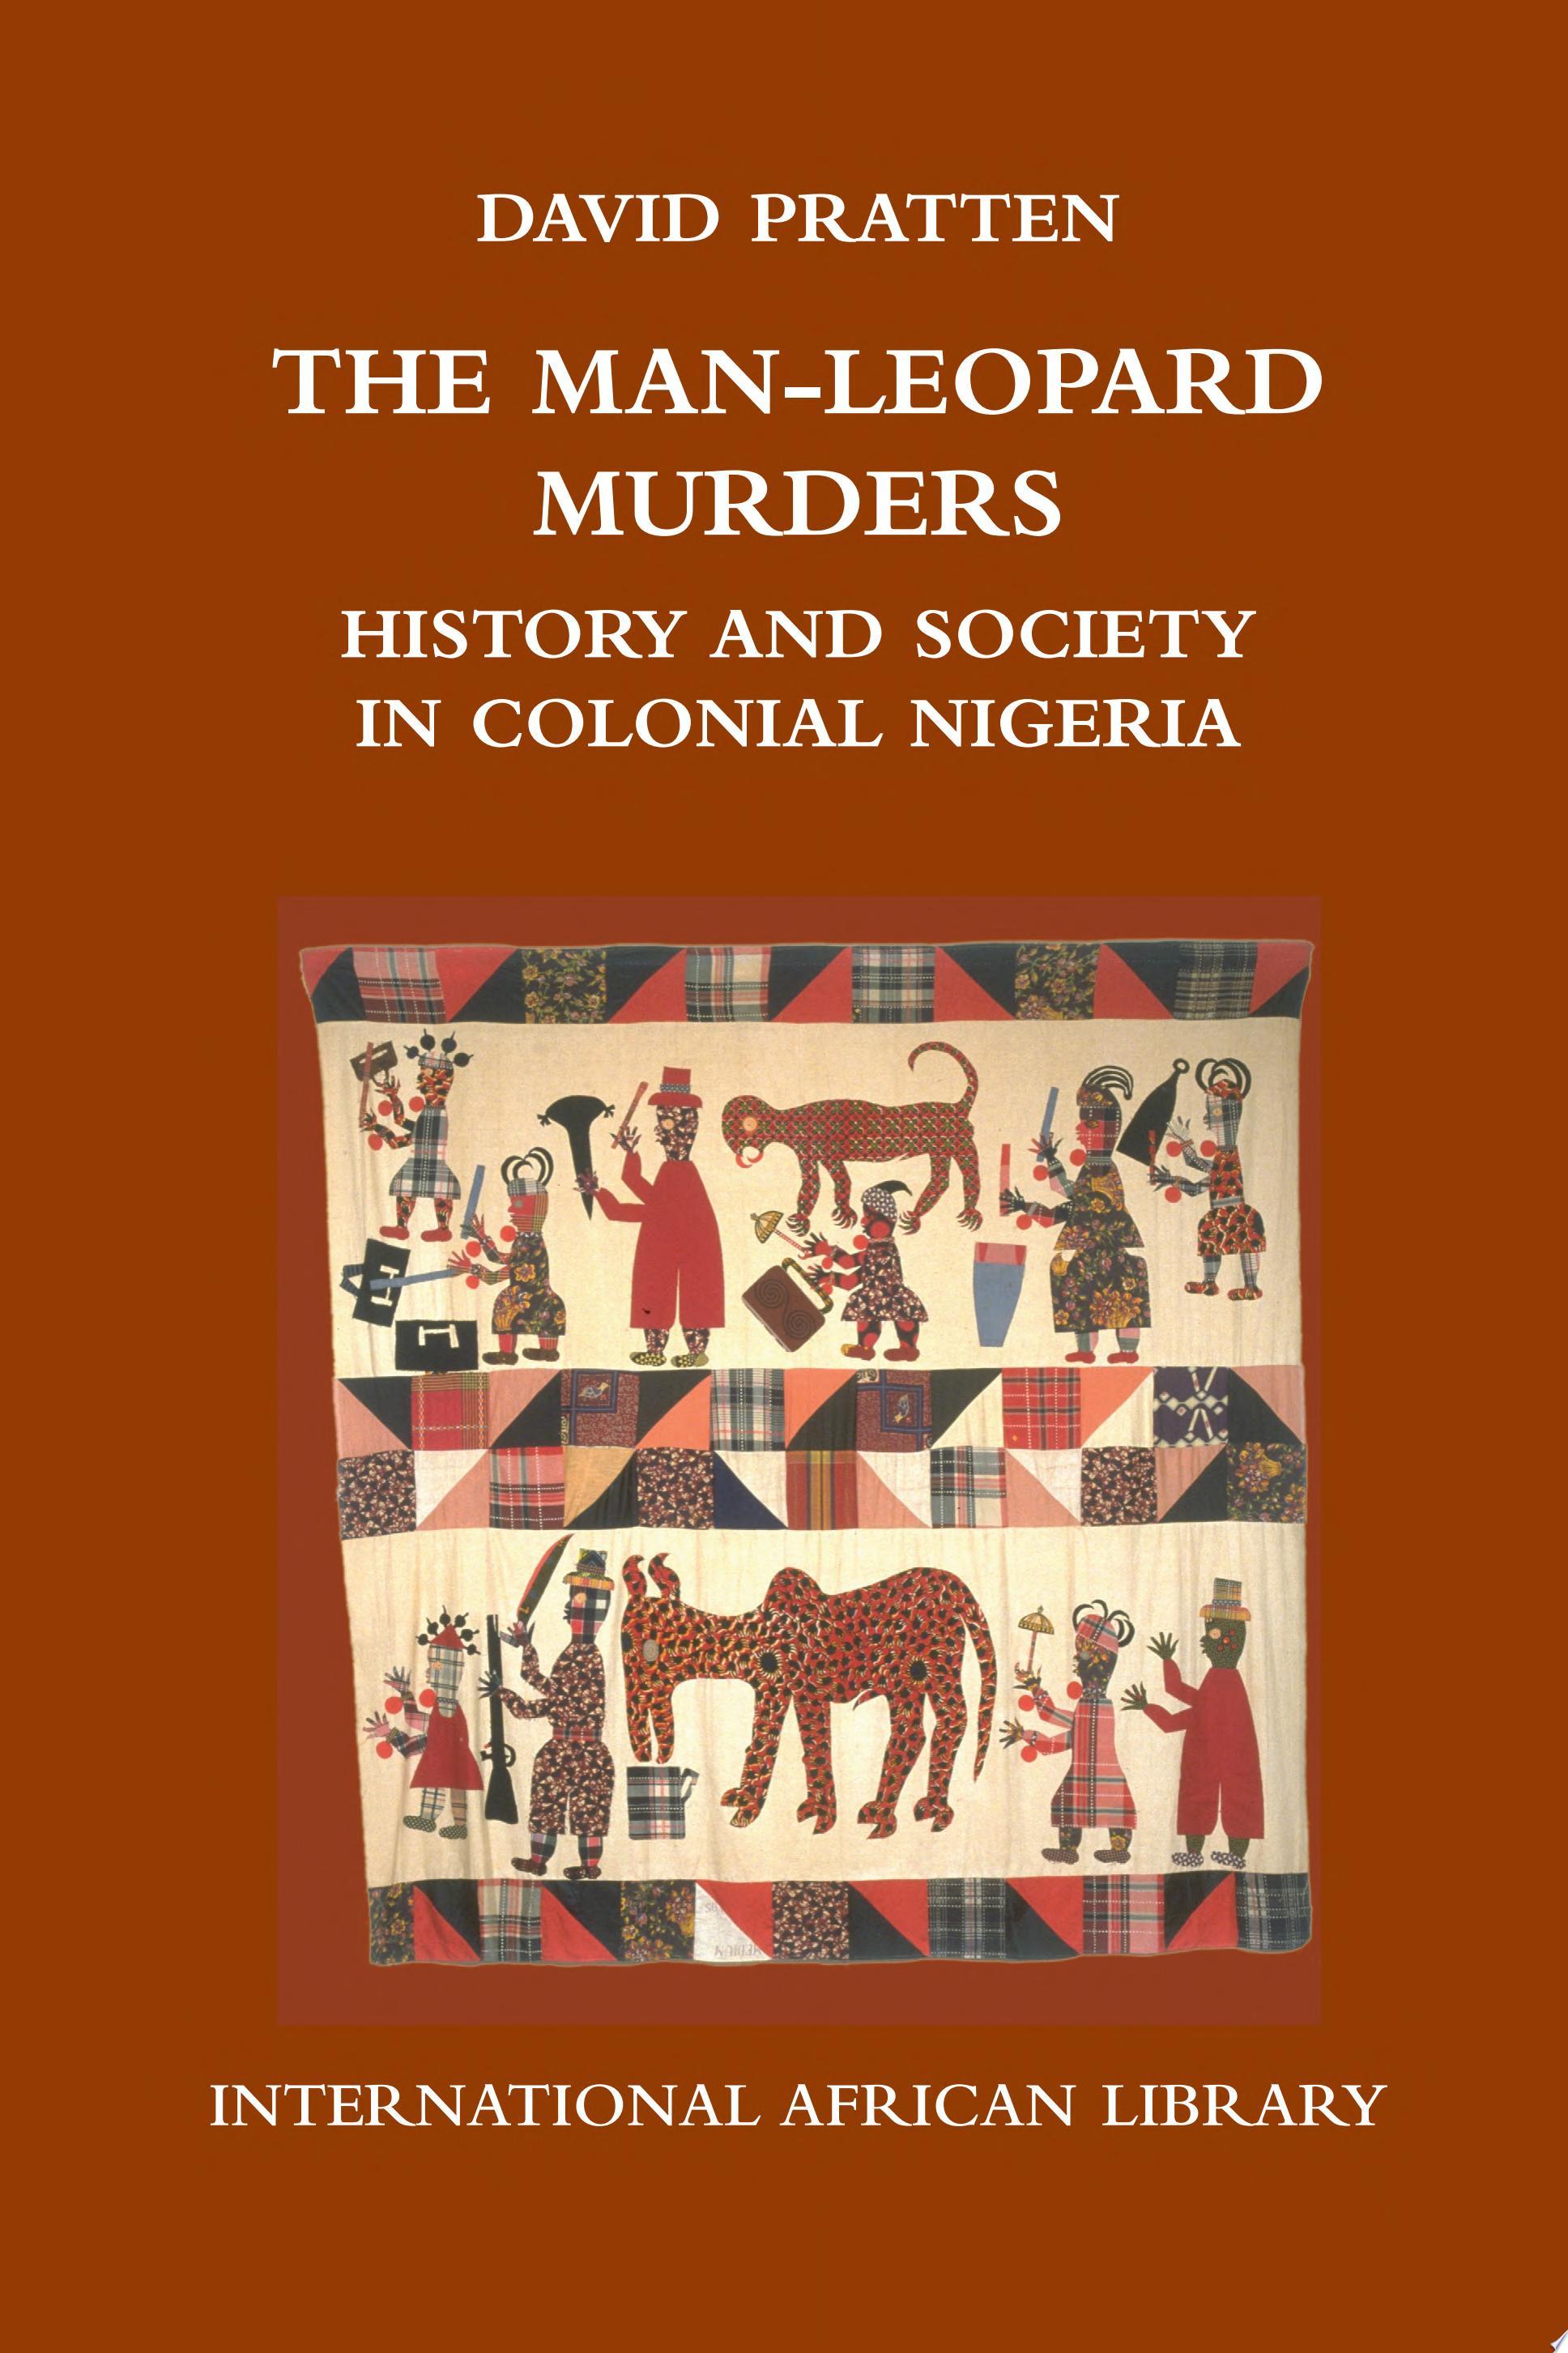 DAVID PRATTEN
THE MAN-LEOPARD
MURDERS
HISTORY AND SOCIETY
IN COLONIAL NIGERIA
INTERNATIONAL AFRICAN LIBRARY